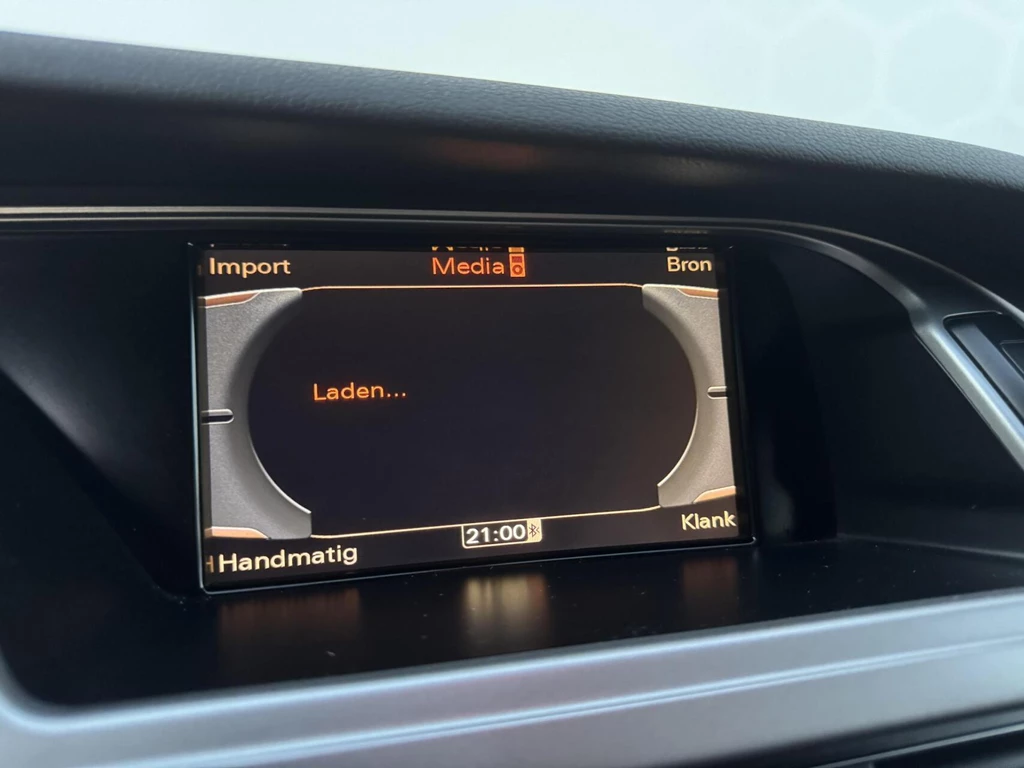 Import
Media
Bron
Laden...
21:00
Klank
Handmatig